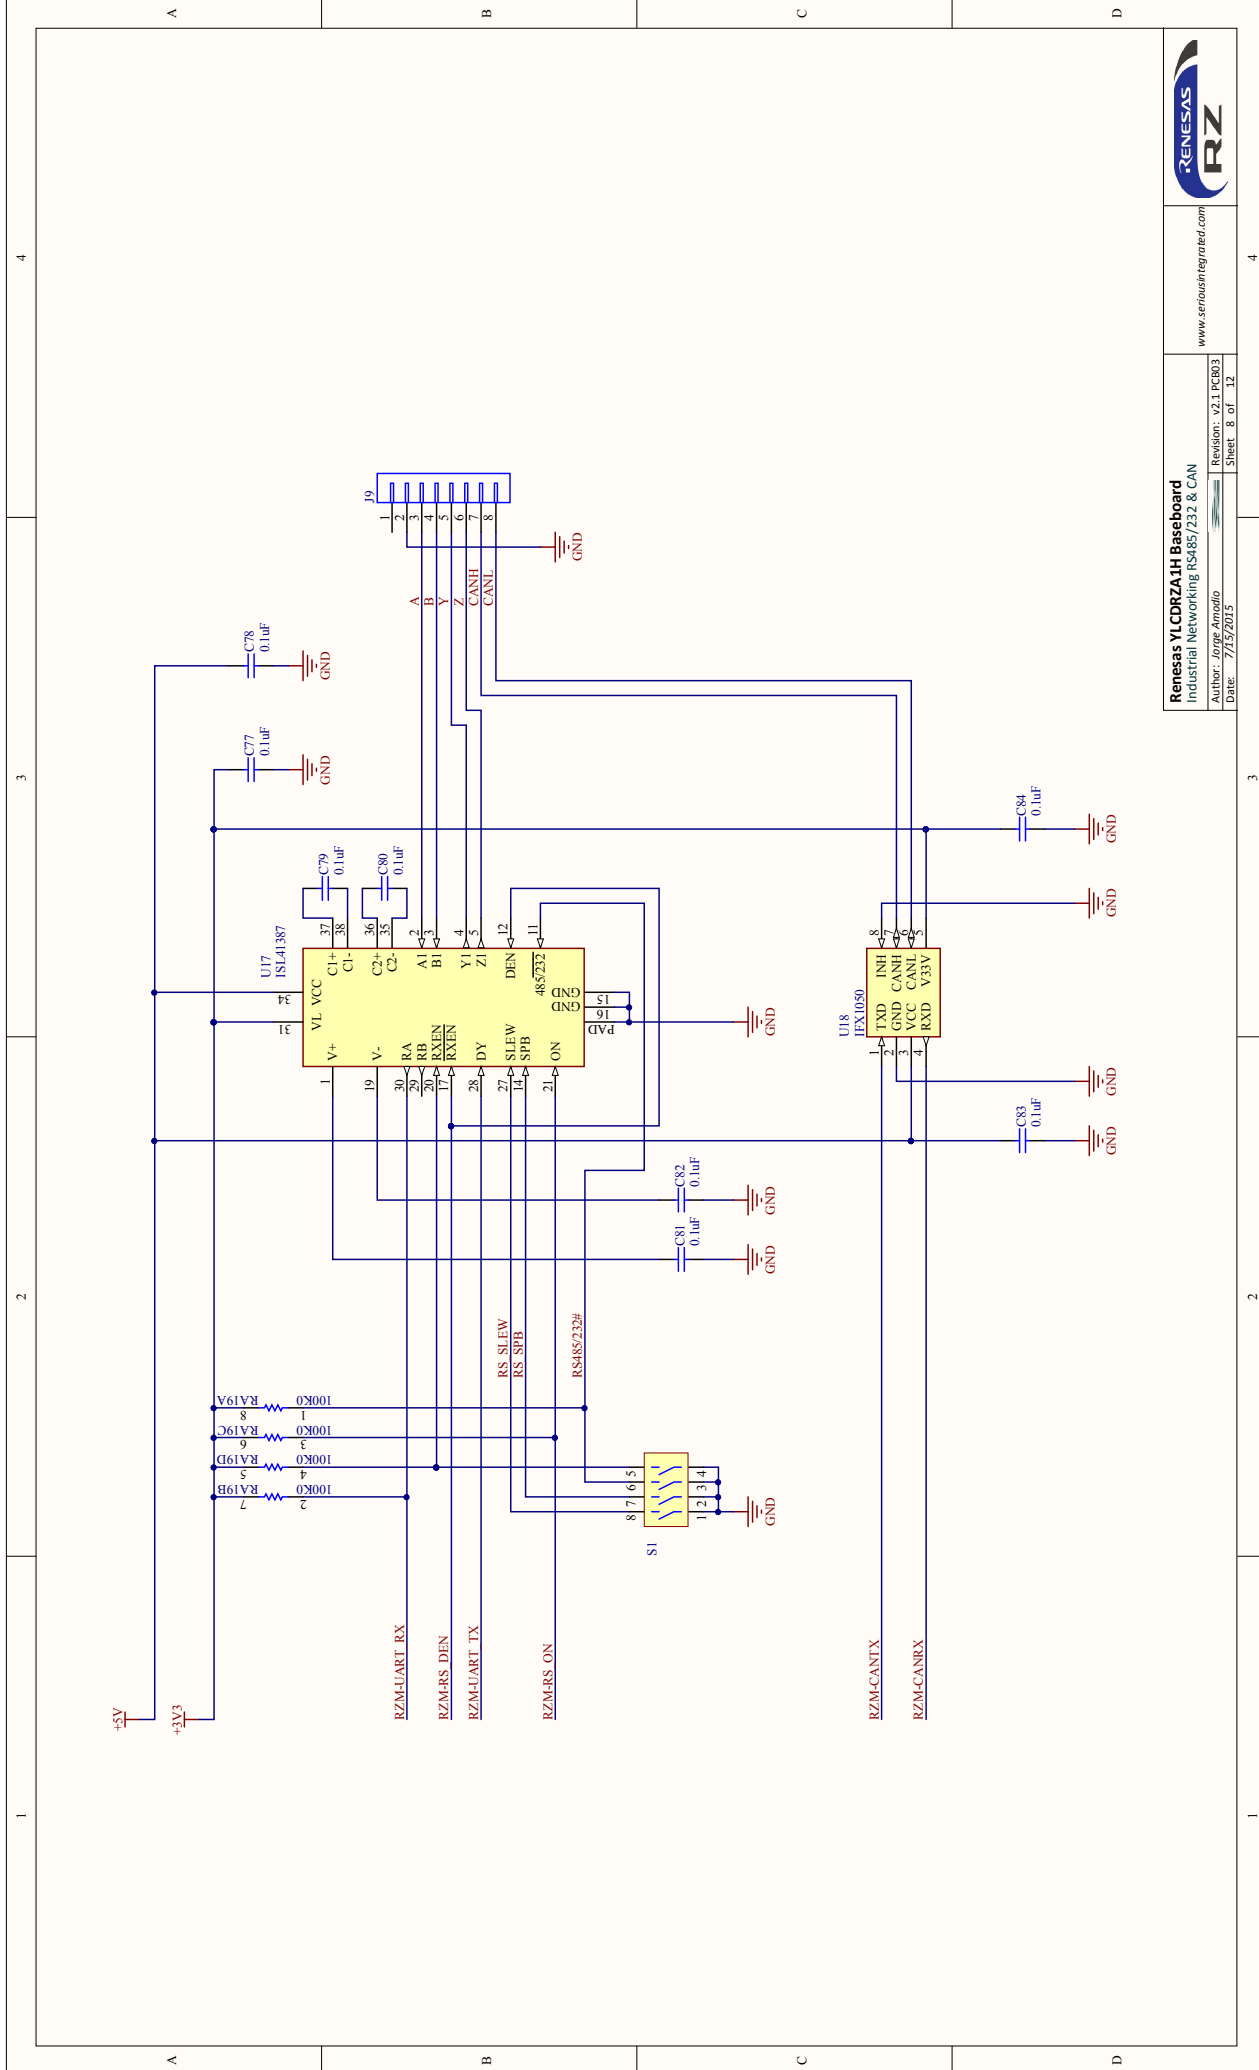 1
2
3
4
A
A
B
B
C
C
D
D
1
2
3
4
+5V
+3V3
RZM-UART_RX
RZM-RS_DEN
RZM-UART_TX
RZM-RS_ON
RZM-CANTX
RZM-CANRX
RA19B
7
2
100K0
RA19D
5
4
100K0
RA19C
6
3
100K0
RA19A
8
1
100K0
S1
8
7
6
5
1
2
3
4
GND
RS_SLEW
RS_SPB
RS485/232#
C81
0.1uF
GND
C82
0.1uF
GND
U17
ISL41387
31
VL
34
VCC
1
V+
19
V-
30
RA
29
RB
20
RXEN
17
RXEN
28
DY
27
SLEW
14
SPB
21
ON
37
C1+
38
C1-
36
C2+
35
C2-
2
A1
3
B1
4
Y1
5
Z1
12
DEN
11
485/232
GND
15
GND
16
PAD
GND
C79
0.1uF
C80
0.1uF
C77
0.1uF
GND
C78
0.1uF
GND
A
B
Y
Z
CANH
CANL
J9
1
2
3
4
5
6
7
8
GND
U18
IFX1050
1
TXD
2
GND
3
VCC
4
RXD
8
INH
7
CANH
6
CANL
5
V33V
C83
0.1uF
GND
GND
GND
C84
0.1uF
GND
Renesas YLCDRZA1H Baseboard
Industrial Networking RS485/232 & CAN
Author: Jorge Amodio
Revision: v2.1 PCB03
Date: 7/15/2015
Sheet 8 of 12
www.seriousintegrated.com
RENESAS
RZ